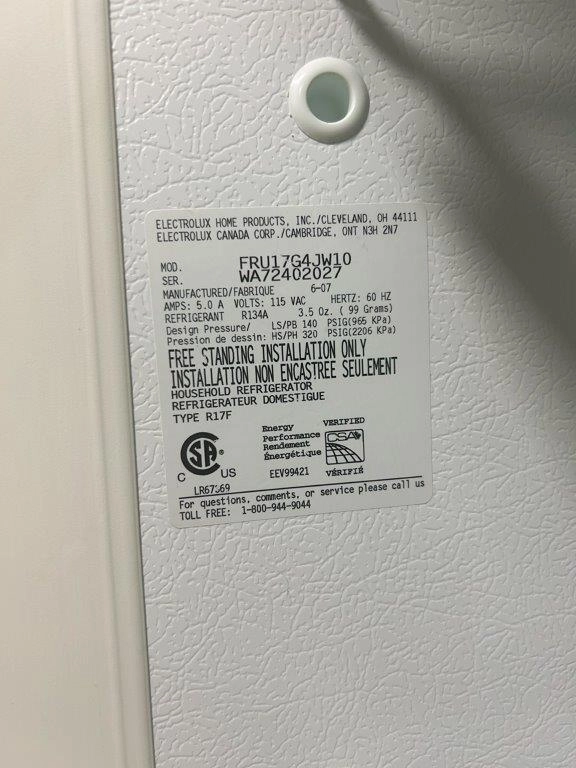 ELECTROLUX HOME PRODUCTS, INC./CLEVELAND, OH 44111
ELECTROLUX CANADA CORP./CAMBRIDGE, ONT N3H 2N7
MOD. FRU17G4JW10
SER. WA72402027
MANUFACTURED/FABRIQUE 6-07
AMPS: 5.0 A VOLTS: 115 VAC HERTZ: 60 HZ
REFRIGERANT R134A 3.5 Oz. ( 99 Grams)
Design Pressure/ LS/PB 140 PSIG(965 KPa)
Pression de dessin: HS/PH 320 PSIG(2206 KPa)
FREE STANDING INSTALLATION ONLY
INSTALLATION NON ENCASTREE SEULEMENT
HOUSEHOLD REFRIGERATOR
REFRIGERATEUR DOMESTIGUE
TYPE R17F
CSA®
C US
Energy
Performance
Rendement
Énergétique
EEV99421
VERIFIED
CSA
VÉRIFIÉ
For questions, comments, or service please call us
TOLL FREE: 1-800-944-9044